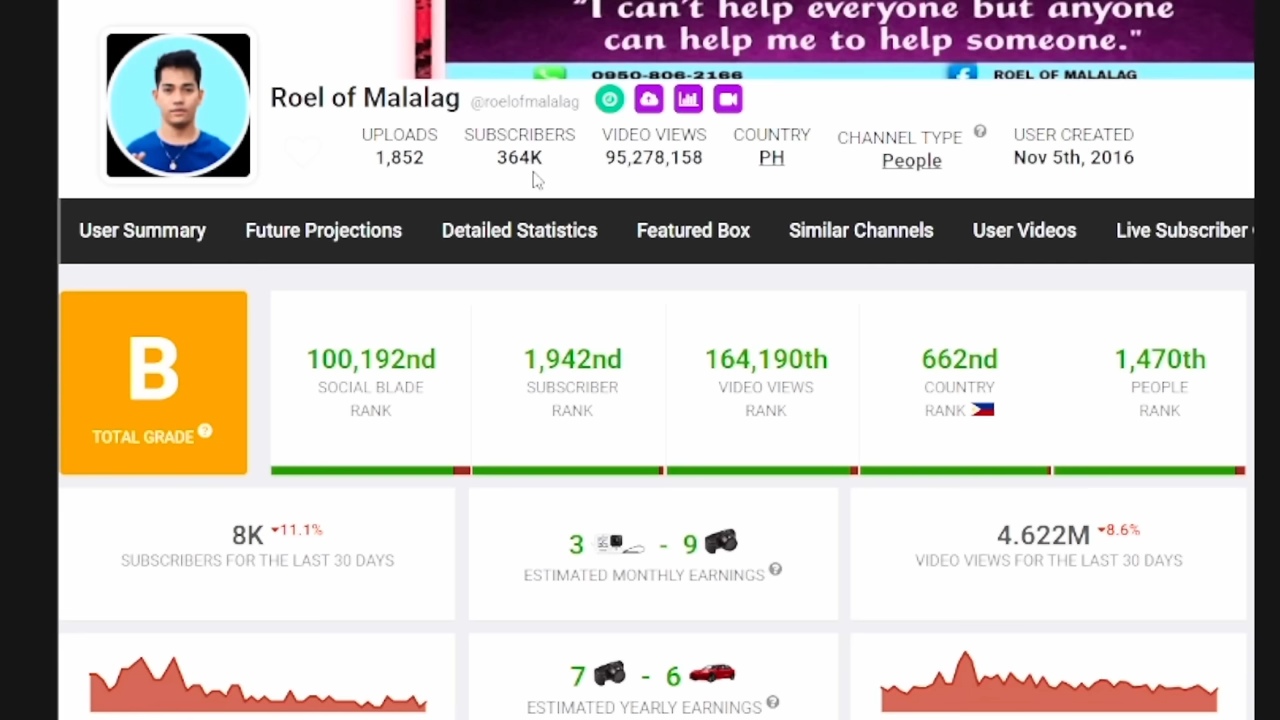 "I can't help everyone but anyone
can help me to help someone."
0950-806-2166
ROEL OF MALALAG
Roel of Malalag @roelofmalalag
UPLOADS
1,852
SUBSCRIBERS
364K
VIDEO VIEWS
95,278,158
COUNTRY
PH
CHANNEL TYPE
People
USER CREATED
Nov 5th, 2016
User Summary
Future Projections
Detailed Statistics
Featured Box
Similar Channels
User Videos
Live Subscriber
B
TOTAL GRADE
100,192nd
SOCIAL BLADE
RANK
1,942nd
SUBSCRIBER
RANK
164,190th
VIDEO VIEWS
RANK
662nd
COUNTRY
RANK
1,470th
PEOPLE
RANK
8K 11.1%
SUBSCRIBERS FOR THE LAST 30 DAYS
3 - 9
ESTIMATED MONTHLY EARNINGS
4.622M 8.6%
VIDEO VIEWS FOR THE LAST 30 DAYS
7 - 6
ESTIMATED YEARLY EARNINGS